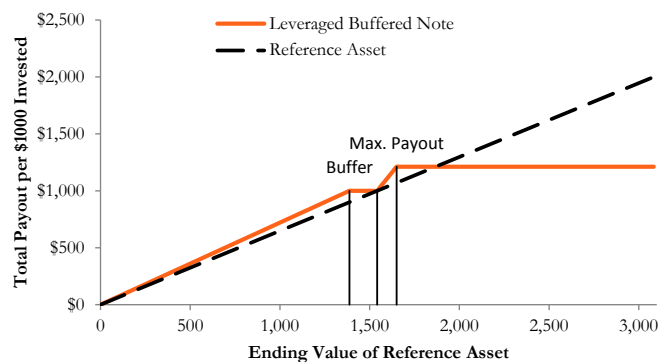 Leveraged Buffered Note
Reference Asset
Total Payout per $1000 Invested
$2,500
$2,000
$1,500
$1,000
$500
$0
Max. Payout
Buffer
0
500
1,000
1,500
2,000
2,500
3,000
Ending Value of Reference Asset